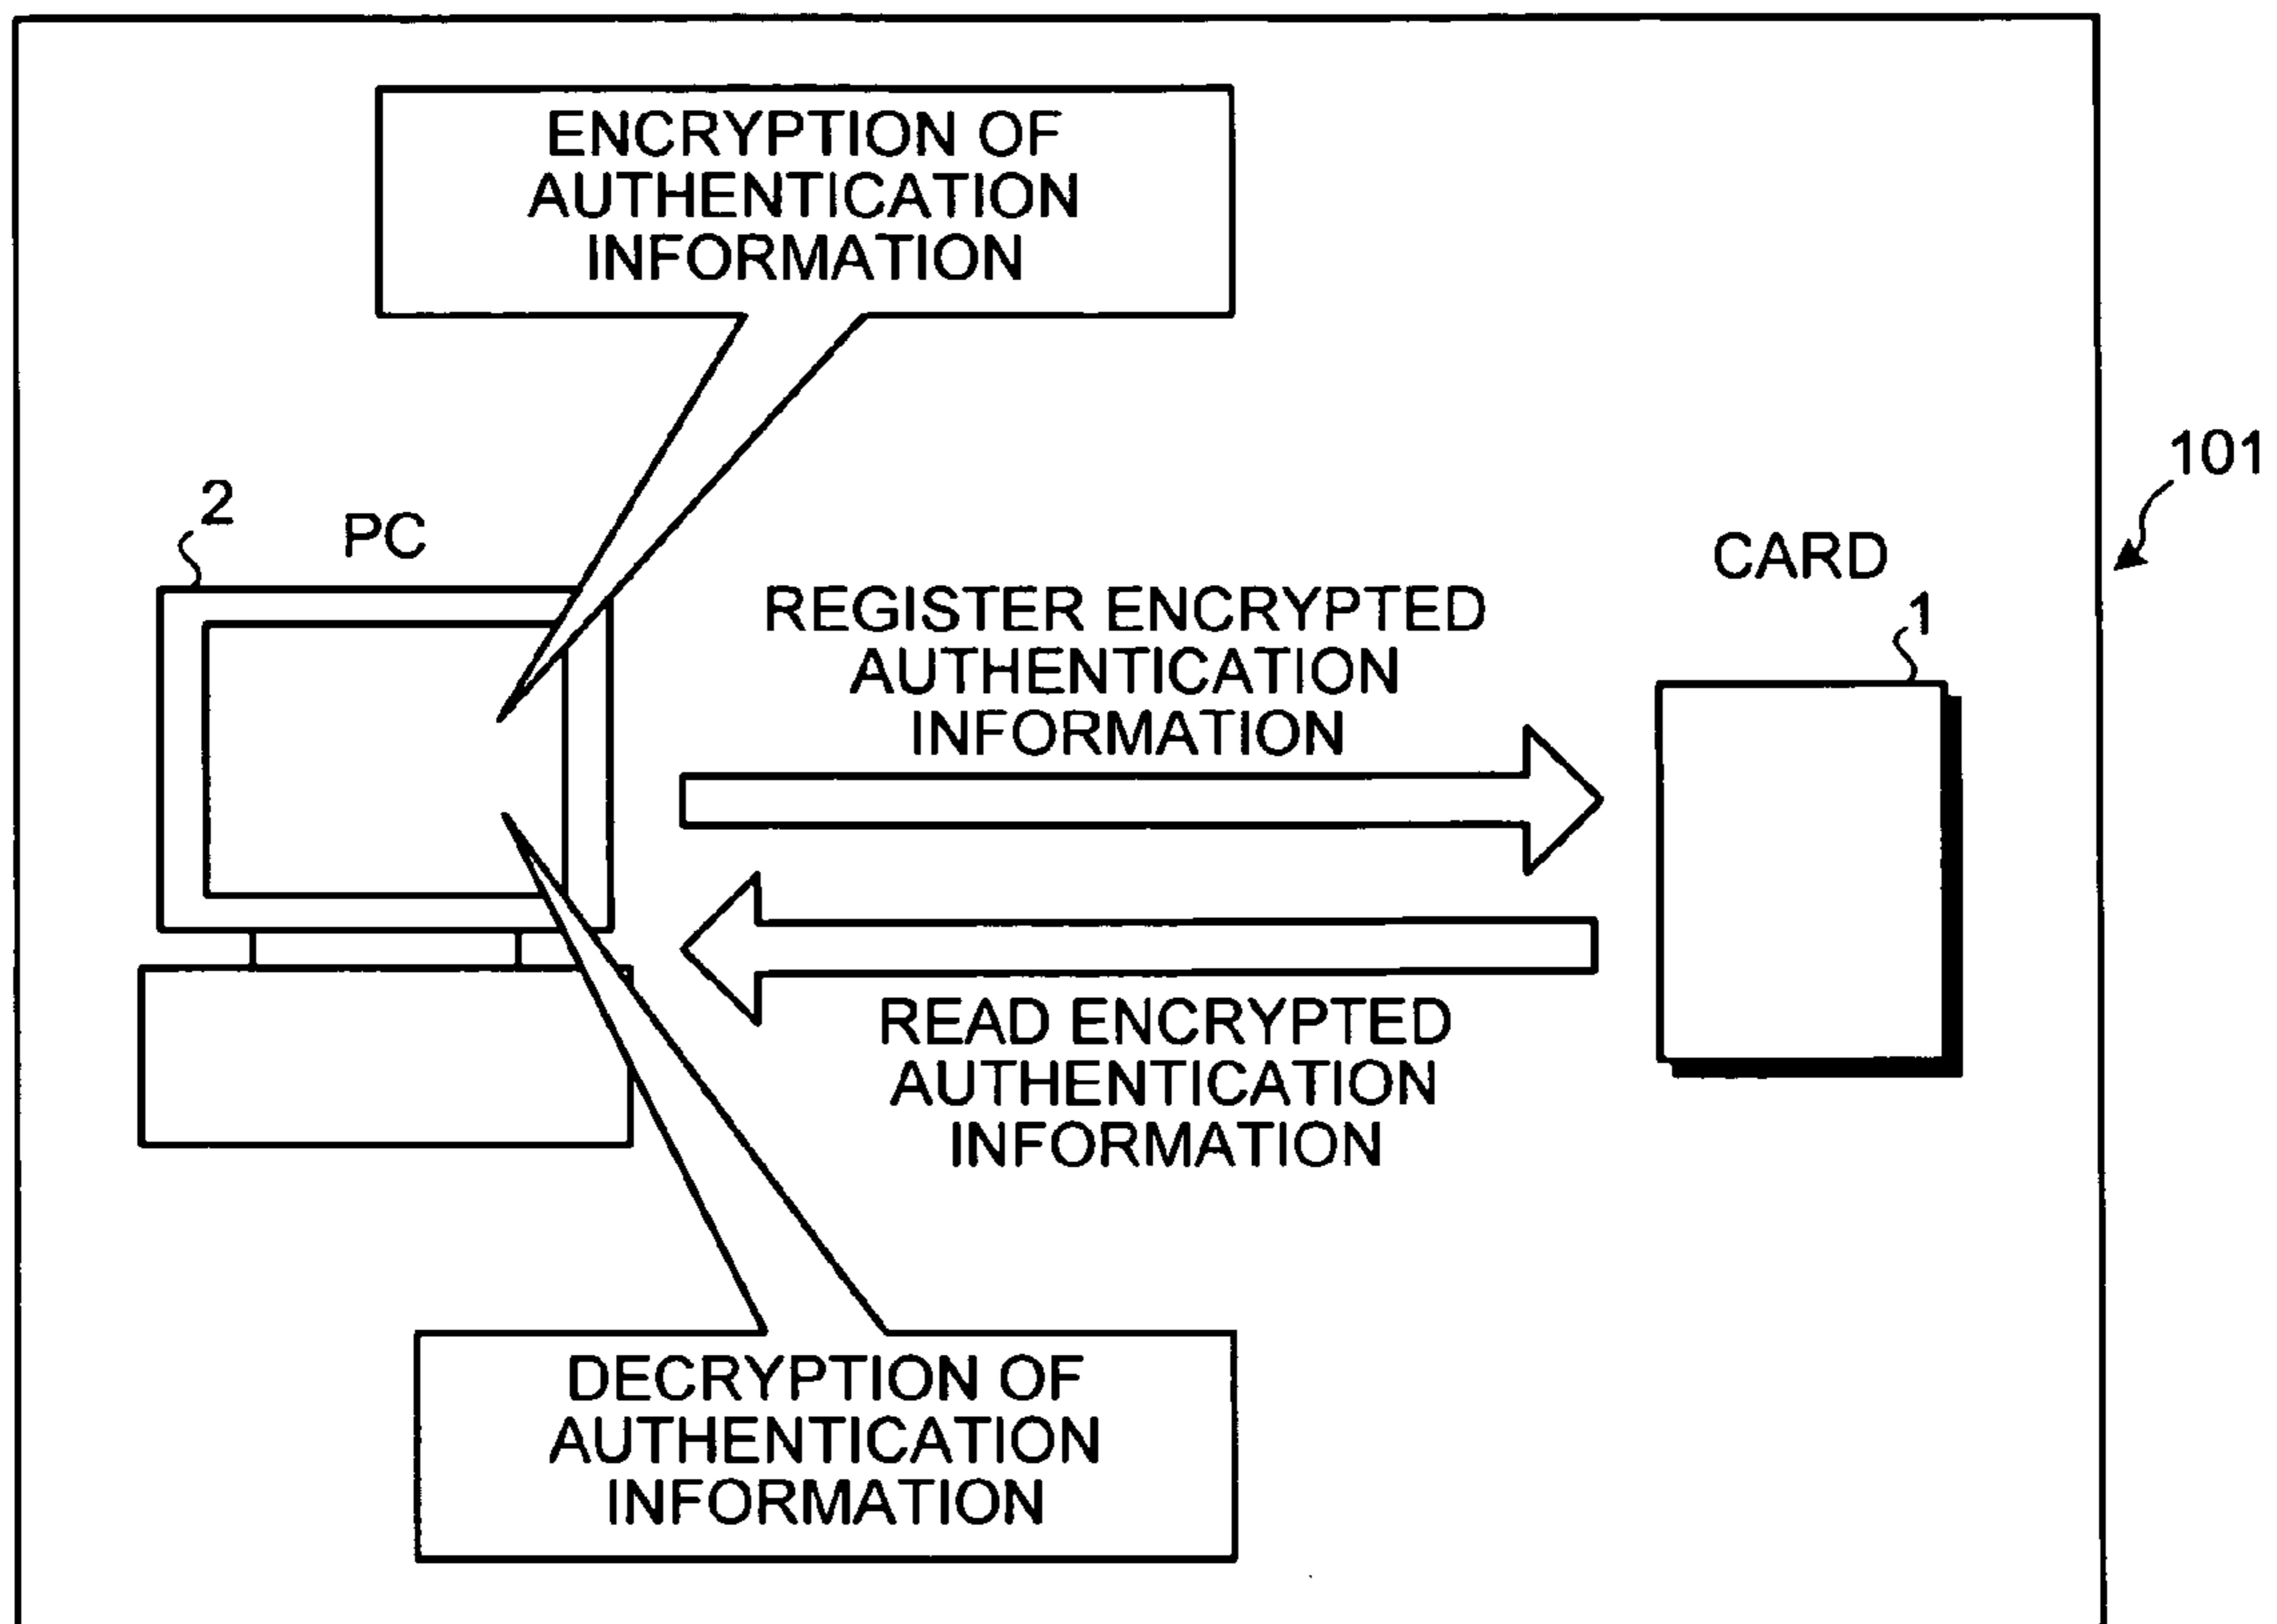 ENCRYPTION OF
AUTHENTICATION
INFORMATION
101
2
PC
CARD
1
REGISTER ENCRYPTED
AUTHENTICATION
INFORMATION
READ ENCRYPTED
AUTHENTICATION
INFORMATION
DECRYPTION OF
AUTHENTICATION
INFORMATION